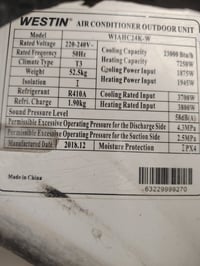 WESTIN® AIR CONDITIONER OUTDOOR UNIT
Model W1AHC24K-W
Rated Voltage 220-240V~ Cooling Capacity 23000 Btu/h
Rated Frequency 50Hz Heating Capacity 7250W
Climate Type T3 Cooling Power Input 1875W
Weight 52.5kg Heating Power Input 1945W
Isolation I
Refrigerant R410A Cooling Rated Input 3700W
Refri. Charge 1.90kg Heating Rated Input 3800W
Sound Pressure Level 56dB(A)
Permissible Excessive Operating Pressure for the Discharge Side 4.3MPa
Permissible Excessive Operating Pressure for the Suction Side 2.5MPa
Manufactured Date 2018.12 Moisture Protection IPX4
Made in China
63229999270